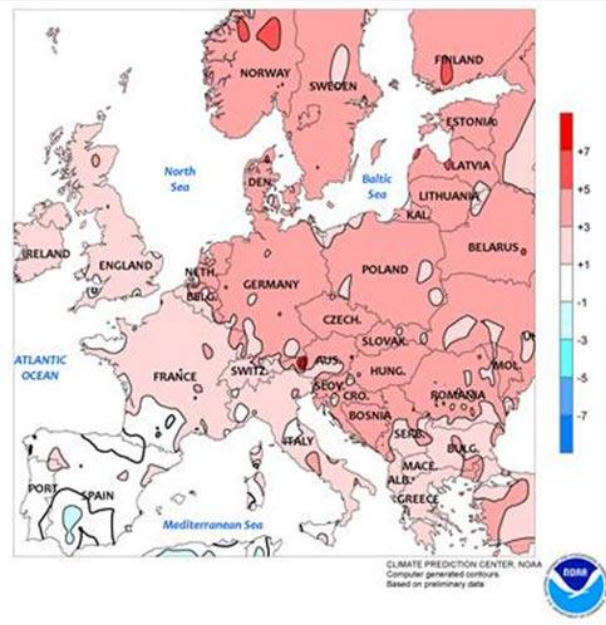 NORWAY
SWEDEN
FINLAND
ESTONIA
North
Sea
DEN.
Baltic
Sea
LATVIA
LITHUANIA
KAL.
IRELAND
ENGLAND
NETH.
BELG.
GERMANY
POLAND
BELARUS
CZECH.
SLOVAK.
ATLANTIC
OCEAN
FRANCE
SWITZ.
AUS.
HUNG.
MOL.
SLOV.
CRO.
ROMANIA
BOSNIA
ITALY
SERB.
BULG.
MACE.
ALB.
GREECE
PORT.
SPAIN
Mediterranean Sea
+7
+5
+3
+1
-1
-3
-5
-7
CLIMATE PREDICTION CENTER, NOAA
Computer generated contours
Based on preliminary data
NOAA